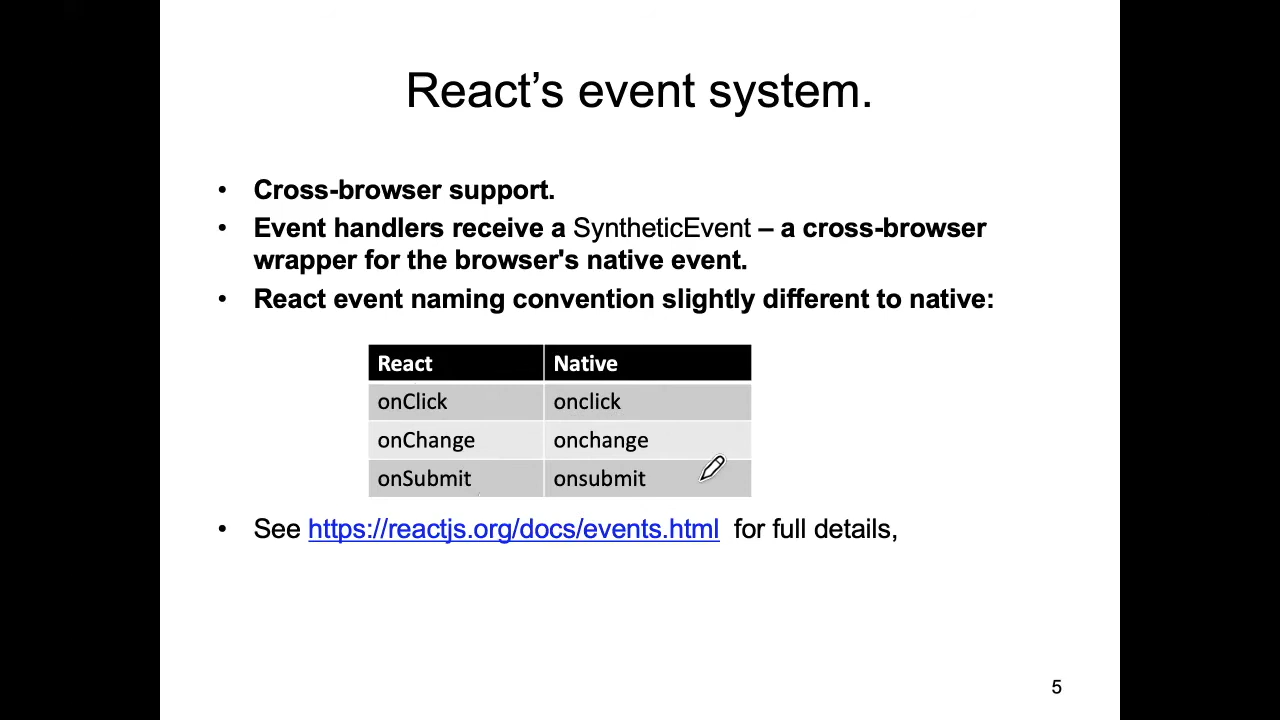 React’s event system.
• Cross-browser support.
• Event handlers receive a SyntheticEvent – a cross-browser
wrapper for the browser's native event.
• React event naming convention slightly different to native:
React Native
onClick onclick
onChange onchange
onSubmit onsubmit
• See https://reactjs.org/docs/events.html for full details,
5